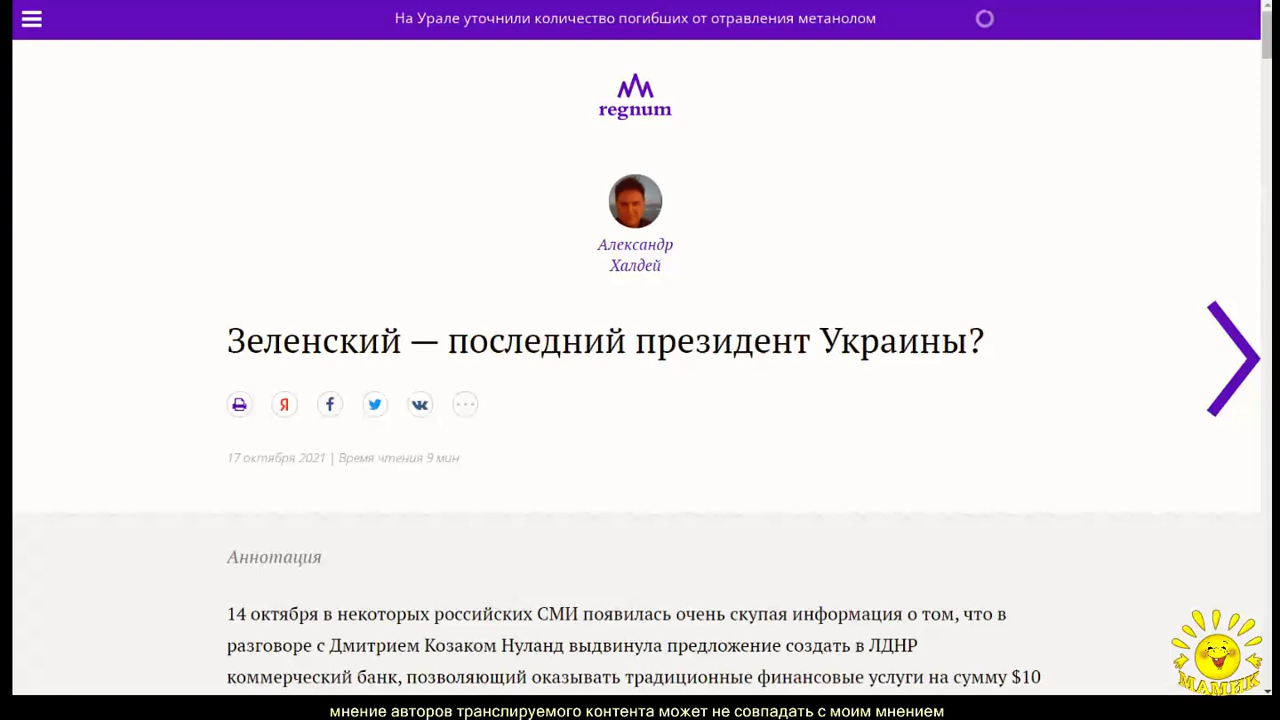 На Урале уточнили количество погибших от отравления метанолом
regnum
Александр
Халдей
Зеленский — последний президент Украины?
17 октября 2021 | Время чтения 9 мин
Аннотация
14 октября в некоторых российских СМИ появилась очень скупая информация о том, что в
разговоре с Дмитрием Козаком Нуланд выдвинула предложение создать в ЛДНР
коммерческий банк, позволяющий оказывать традиционные финансовые услуги на сумму $10
МАМИК
мнение авторов транслируемого контента может не совпадать с моим мнением